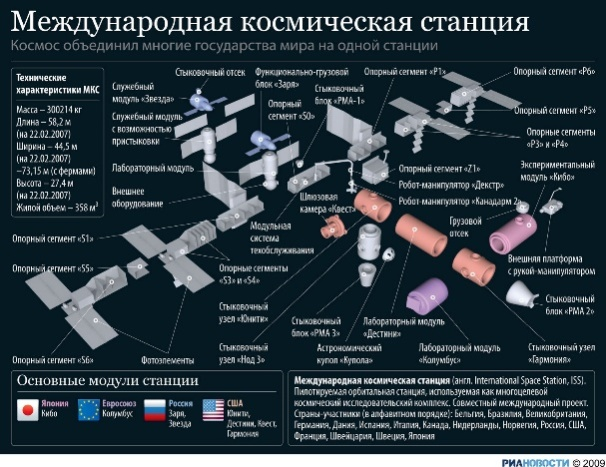 Международная космическая станция
Космос объединил многие государства мира на одной станции
Технические
характеристики МКС
Масса – 300214 кг
Длина – 58,2 м
(на 22.02.2007)
Ширина – 44,5 м
(на 22.02.2007)
–73,15 м (с фермами)
Высота – 27,4 м
(на 22.02.2007)
Жилой объем – 358 м³
Стыковочный отсек
Служебный
модуль «Звезда»
Служебный модуль
с возможностью
пристыковки
Лабораторный модуль
Внешнее
оборудование
Функционально-грузовой
блок «Заря»
Опорный
сегмент «S0»
Стыковочный
блок «PMA-1»
Опорный сегмент «P1»
Опорный сегмент «P6»
Опорный сегмент «P5»
Опорные сегменты
«P3» и «P4»
Экспериментальный
модуль «Кибо»
Опорный сегмент «Z1»
Робот-манипулятор «Декстр»
Робот-манипулятор «Канадарм 2»
Грузовой
отсек
Шлюзовая
камера «Квест»
Модульная
система
техобслуживания
Внешняя платформа
с рукой-манипулятором
Опорный сегмент «S1»
Опорный сегмент «S5»
Опорные сегменты
«S3» и «S4»
Стыковочный
узел «Юнити»
Стыковочный
блок «PMA 3»
Лабораторный модуль
«Дестини»
Стыковочный
блок «PMA 2»
Опорный сегмент «S6»
Фотоэлементы
Стыковочный
узел «Нод 3»
Астрономический
купол «Купола»
Лабораторный модуль
«Колумбус»
Стыковочный узел
«Гармония»
Основные модули станции
Япония
Кибо
Евросоюз
Колумбус
Россия
Заря,
Звезда
США
Юнити,
Дестини, Квест,
Гармония
Международная космическая станция (англ. International Space Station, ISS).
Пилотируемая орбитальная станция, используемая как многоцелевой
космический исследовательский комплекс. Совместный международный проект.
Страны-участники (в алфавитном порядке): Бельгия, Бразилия, Великобритания,
Германия, Дания, Испания, Италия, Канада, Нидерланды, Норвегия, Россия, США,
Франция, Швейцария, Швеция, Япония
РИАНОВОСТИ © 2009